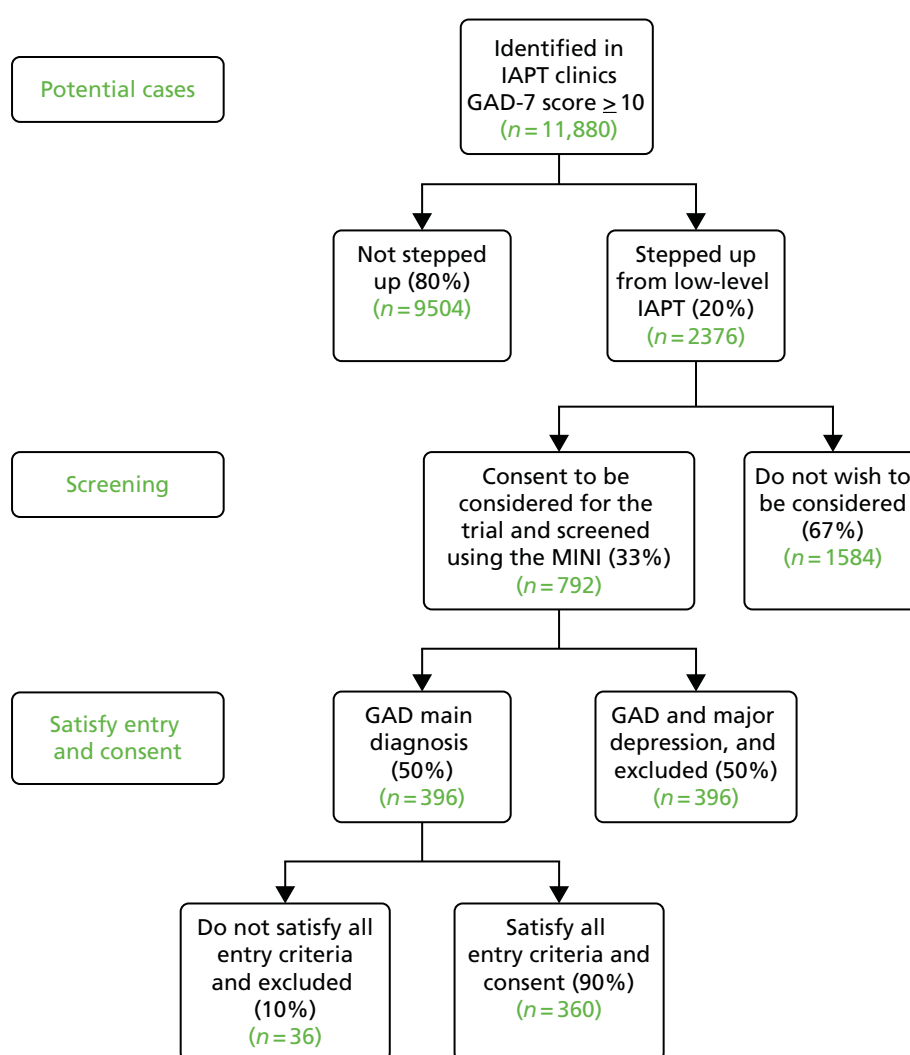 Potential cases
Identified in
IAPT clinics
GAD-7 score ≥ 10
(n = 11,880)
Not stepped
up (80%)
(n = 9504)
Stepped up
from low-level
IAPT (20%)
(n = 2376)
Screening
Consent to be
considered for the
trial and screened
using the MINI (33%)
(n = 792)
Do not wish to
be considered
(67%)
(n = 1584)
Satisfy entry
and consent
GAD main
diagnosis
(50%)
(n = 396)
GAD and major
depression, and
excluded (50%)
(n = 396)
Do not satisfy all
entry criteria
and excluded
(10%)
(n = 36)
Satisfy all
entry criteria and
consent (90%)
(n = 360)